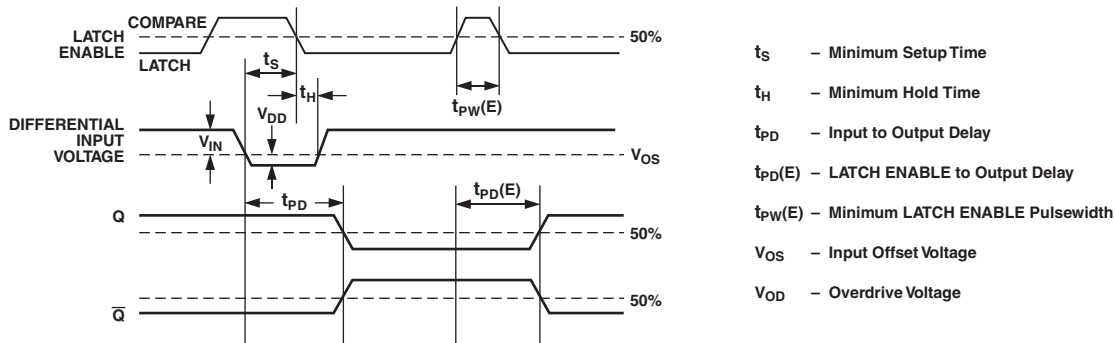 COMPARE
LATCH
ENABLE
LATCH
50%
tS
tH
tPW(E)
VDD
DIFFERENTIAL
INPUT
VOLTAGE
VIN
VOS
tPD
tPD(E)
Q
50%
Q̅
50%
tS – Minimum Setup Time
tH – Minimum Hold Time
tPD – Input to Output Delay
tPD(E) – LATCH ENABLE to Output Delay
tPW(E) – Minimum LATCH ENABLE Pulsewidth
VOS – Input Offset Voltage
VOD – Overdrive Voltage